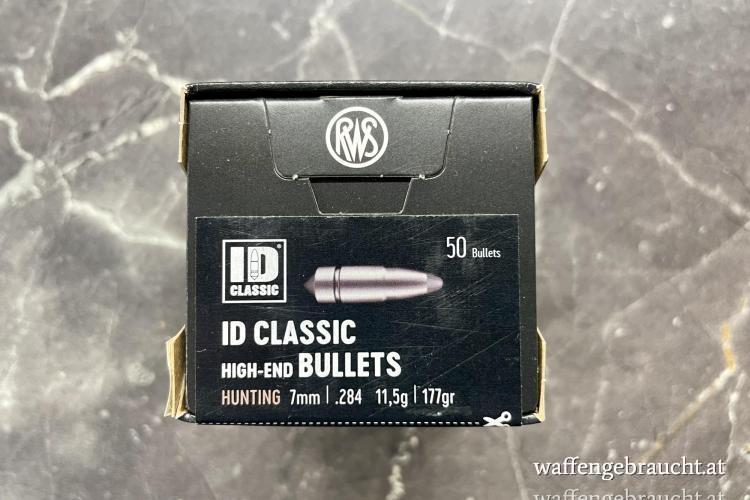 RWS
50 Bullets
ID
CLASSIC
ID CLASSIC
HIGH-END BULLETS
HUNTING 7mm | .284 11,5g | 177gr
waffengebraucht.at
waffengebraucht.at